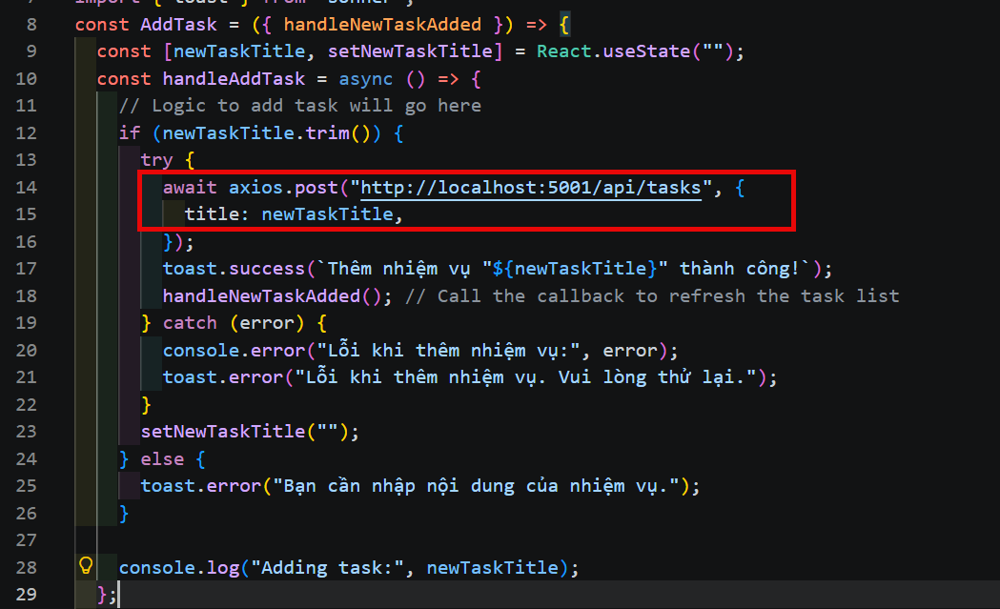 8 const AddTask = ({ handleNewTaskAdded }) => {
9 const [newTaskTitle, setNewTaskTitle] = React.useState("");
10 const handleAddTask = async () => {
11 // Logic to add task will go here
12 if (newTaskTitle.trim()) {
13 try {
14 await axios.post("http://localhost:5001/api/tasks", {
15 title: newTaskTitle,
16 });
17 toast.success(`Thêm nhiệm vụ "${newTaskTitle}" thành công!`);
18 handleNewTaskAdded(); // Call the callback to refresh the task list
19 } catch (error) {
20 console.error("Lỗi khi thêm nhiệm vụ:", error);
21 toast.error("Lỗi khi thêm nhiệm vụ. Vui lòng thử lại.");
22 }
23 setNewTaskTitle("");
24 } else {
25 toast.error("Bạn cần nhập nội dung của nhiệm vụ.");
26 }
27
28 console.log("Adding task:", newTaskTitle);
29 };